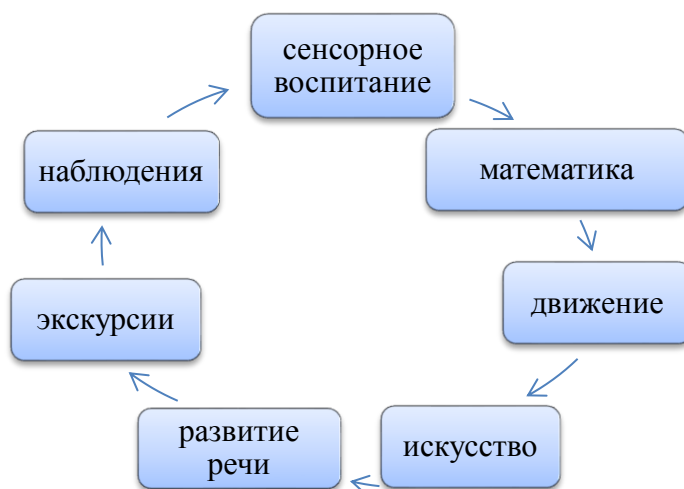 сенсорное
воспитание
математика
движение
искусство
развитие
речи
экскурсии
наблюдения